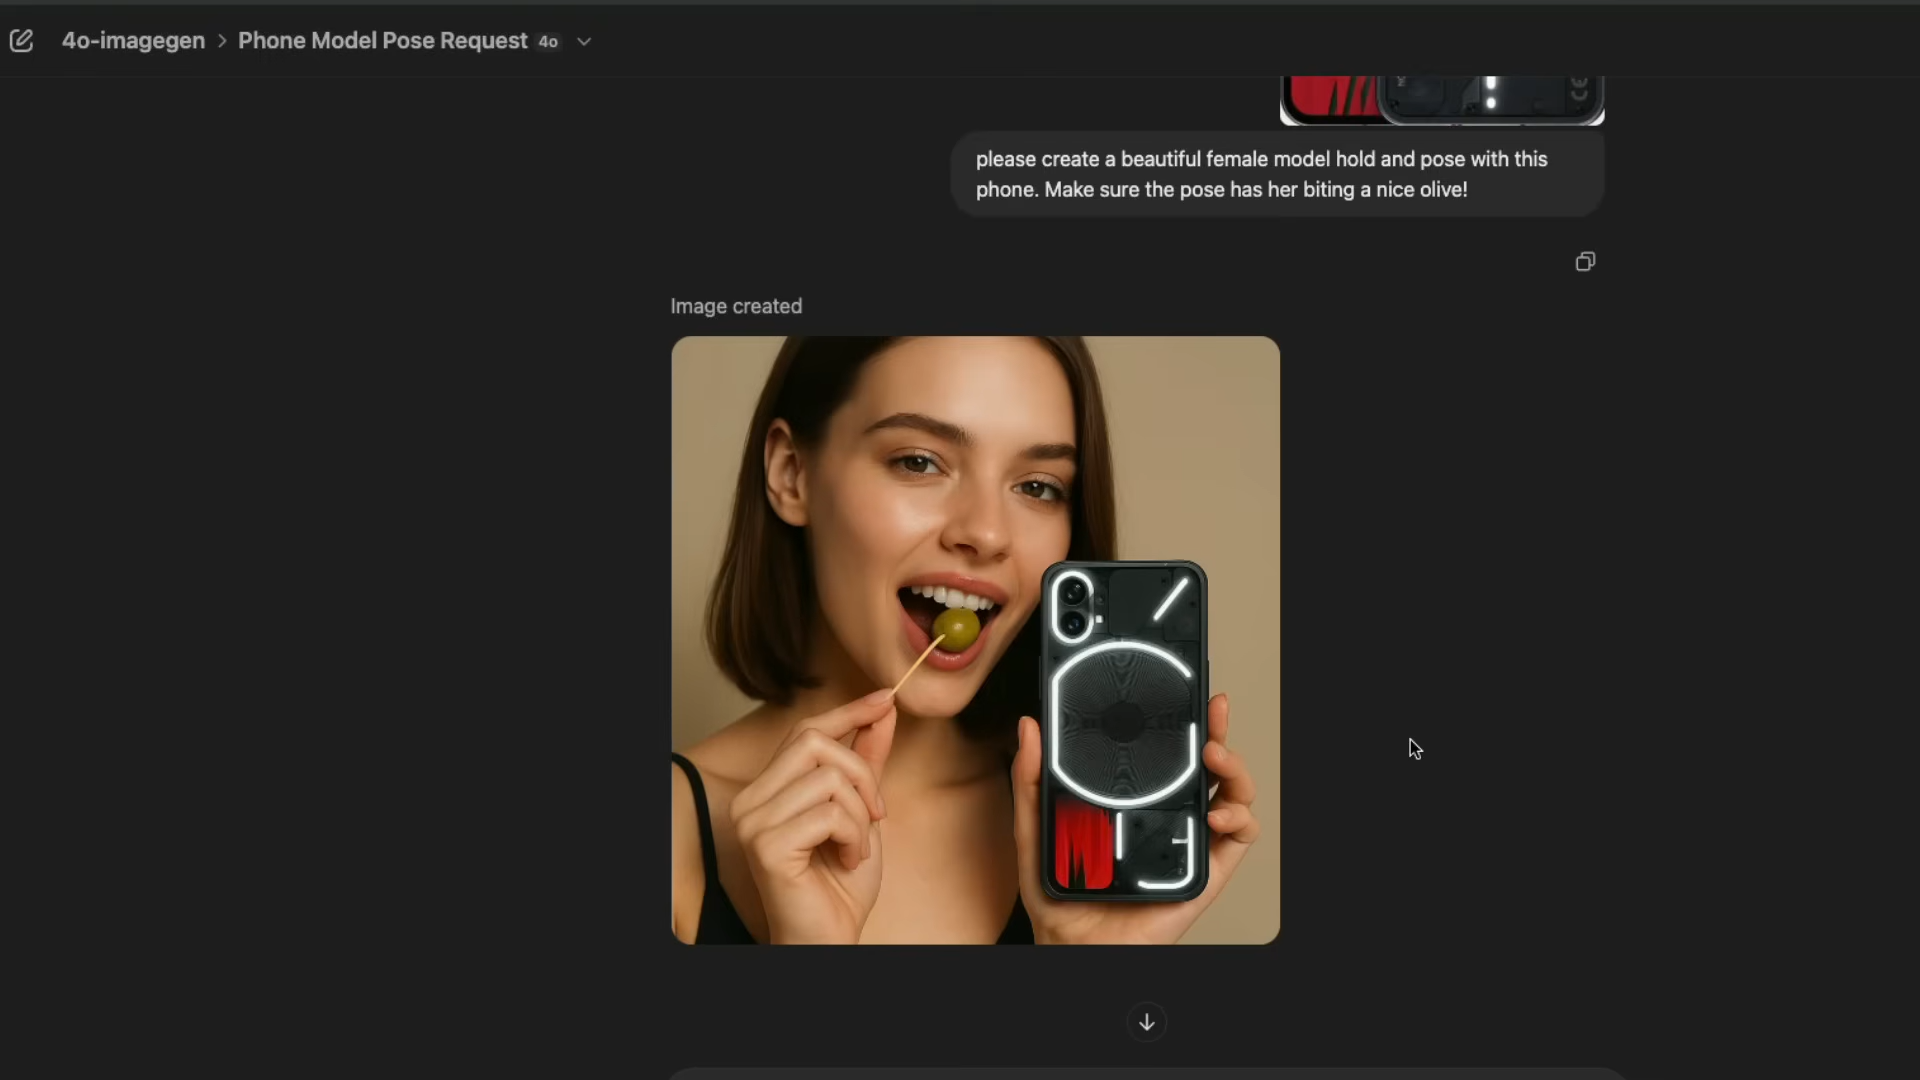 4o-imagegen > Phone Model Pose Request 4o
please create a beautiful female model hold and pose with this
phone. Make sure the pose has her biting a nice olive!
Image created